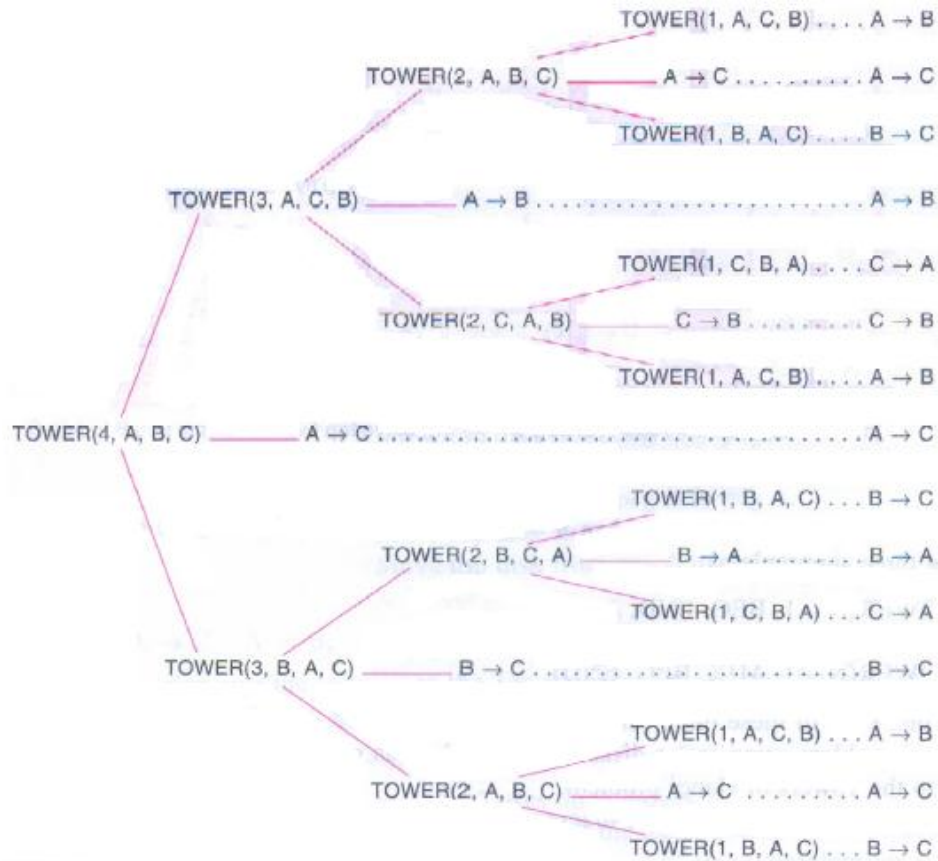 TOWER(1, A, C, B) . . . . A → B
TOWER(2, A, B, C) A → C . . . . . . . . . . A → C
TOWER(1, B, A, C) . . . . B → C
TOWER(3, A, C, B) A → B . . . . . . . . . . . . . . . . . . . . . . . . . . A → B
TOWER(1, C, B, A) . . . . C → A
TOWER(2, C, A, B) C → B . . . . . . . . C → B
TOWER(1, A, C, B) . . . . A → B
TOWER(4, A, B, C) A → C . . . . . . . . . . . . . . . . . . . . . . . . . . . . . . . . . . . . . . A → C
TOWER(1, B, A, C) . . . B → C
TOWER(2, B, C, A) B → A . . . . . . . . B → A
TOWER(1, C, B, A) . . . C → A
TOWER(3, B, A, C) B → C . . . . . . . . . . . . . . . . . . . . . . . . . . B → C
TOWER(1, A, C, B) . . . A → B
TOWER(2, A, B, C) A → C . . . . . . . . . A → C
TOWER(1, B, A, C) . . . B → C